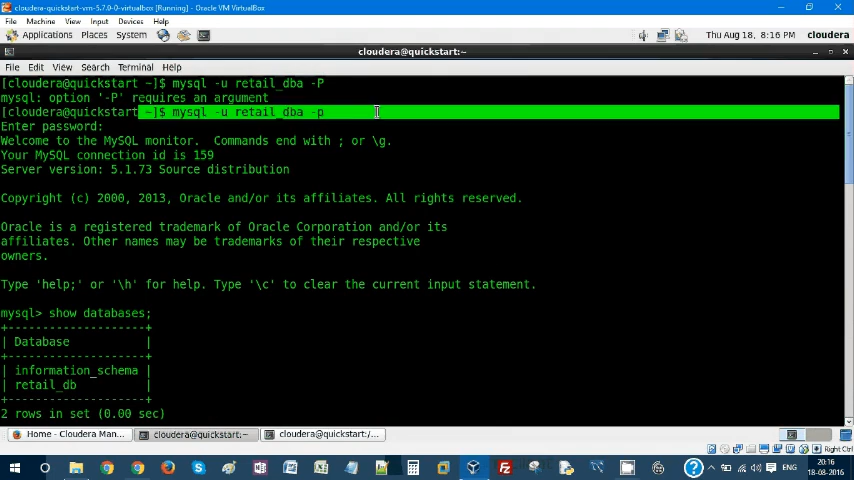 cloudera-quickstart-vm-5.7.0-0-virtualbox [Running] - Oracle VM VirtualBox
File Machine View Input Devices Help
Applications Places System Thu Aug 18, 8:16 PM cloudera
cloudera@quickstart:~
File Edit View Search Terminal Help
[cloudera@quickstart ~]$ mysql -u retail_dba -P
mysql: option '-P' requires an argument
[cloudera@quickstart ~]$ mysql -u retail_dba -p
Enter password:
Welcome to the MySQL monitor.  Commands end with ; or \g.
Your MySQL connection id is 159
Server version: 5.1.73 Source distribution
Copyright (c) 2000, 2013, Oracle and/or its affiliates. All rights reserved.
Oracle is a registered trademark of Oracle Corporation and/or its
affiliates. Other names may be trademarks of their respective
owners.
Type 'help;' or '\h' for help. Type '\c' to clear the current input statement.
mysql> show databases;
+--------------------+
| Database           |
+--------------------+
| information_schema |
| retail_db          |
+--------------------+
2 rows in set (0.00 sec)
Home - Cloudera Man... cloudera@quickstart:~ cloudera@quickstart:/...
Right Ctrl
ENG 20:16
18-08-2016